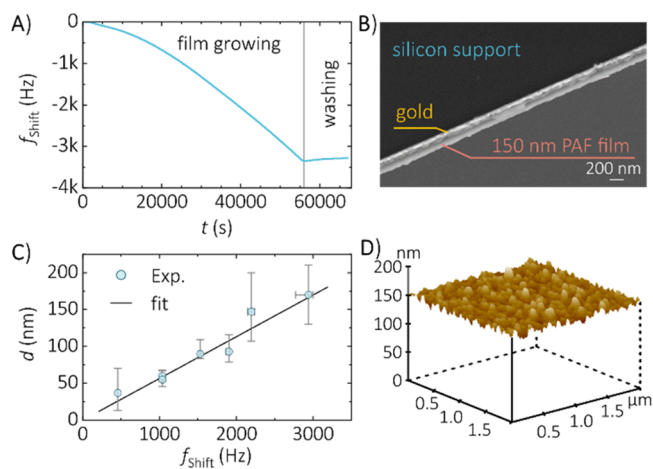 A)
0
-1k
-2k
-3k
-4k
fShift (Hz)
film growing
washing
0 20000 40000 60000
t (s)
B)
silicon support
gold
150 nm PAF film
200 nm
C)
200
150
100
50
0
d (nm)
Exp.
fit
0 1000 2000 3000
fShift (Hz)
D)
nm
200
150
100
50
0
0.5
1.0
1.5
0.5
1.0
1.5
μm